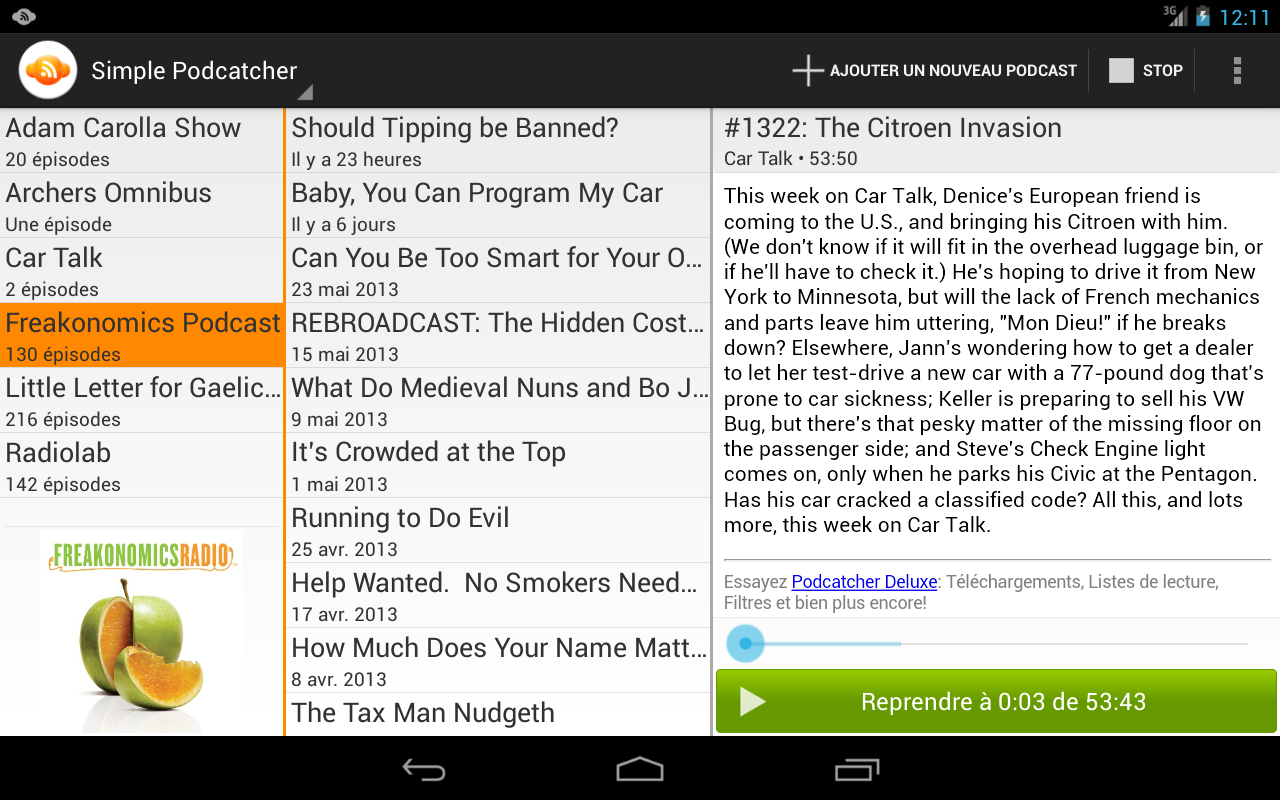 3G
12:11
Simple Podcatcher
AJOUTER UN NOUVEAU PODCAST
STOP
Adam Carolla Show
20 épisodes
Archers Omnibus
Une épisode
Car Talk
2 épisodes
Freakonomics Podcast
130 épisodes
Little Letter for Gaelic…
216 épisodes
Radiolab
142 épisodes
FREAKONOMICSRADIO
Should Tipping be Banned?
Il y a 23 heures
Baby, You Can Program My Car
Il y a 6 jours
Can You Be Too Smart for Your O…
23 mai 2013
REBROADCAST: The Hidden Cost…
15 mai 2013
What Do Medieval Nuns and Bo J…
9 mai 2013
It's Crowded at the Top
1 mai 2013
Running to Do Evil
25 avr. 2013
Help Wanted.  No Smokers Need…
17 avr. 2013
How Much Does Your Name Matt…
8 avr. 2013
The Tax Man Nudgeth
#1322: The Citroen Invasion
Car Talk • 53:50
This week on Car Talk, Denice's European friend is
coming to the U.S., and bringing his Citroen with him.
(We don't know if it will fit in the overhead luggage bin, or
if he'll have to check it.) He's hoping to drive it from New
York to Minnesota, but will the lack of French mechanics
and parts leave him uttering, "Mon Dieu!" if he breaks
down? Elsewhere, Jann's wondering how to get a dealer
to let her test-drive a new car with a 77-pound dog that's
prone to car sickness; Keller is preparing to sell his VW
Bug, but there's that pesky matter of the missing floor on
the passenger side; and Steve's Check Engine light
comes on, only when he parks his Civic at the Pentagon.
Has his car cracked a classified code? All this, and lots
more, this week on Car Talk.
Essayez Podcatcher Deluxe: Téléchargements, Listes de lecture,
Filtres et bien plus encore!
Reprendre à 0:03 de 53:43